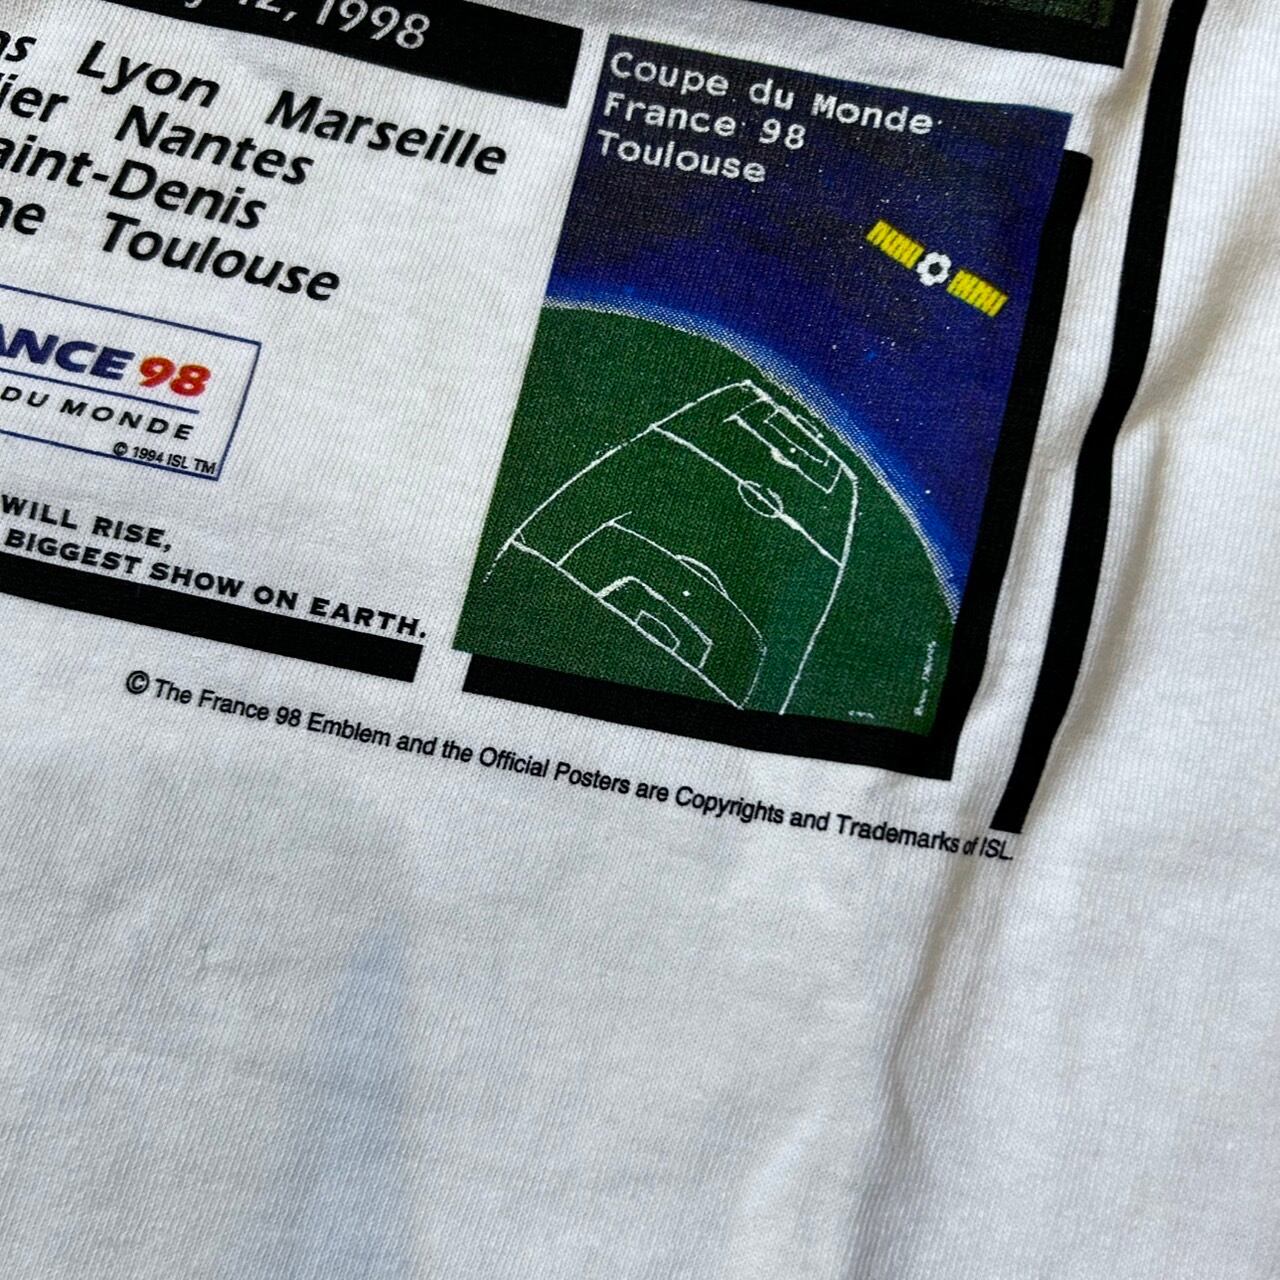 12, 1998
Lyon Marseille
Nantes
Saint-Denis
Toulouse
FRANCE 98
DU MONDE
© 1994 ISL TM
WILL RISE,
BIGGEST SHOW ON EARTH.
Coupe du Monde
France 98
Toulouse
© The France 98 Emblem and the Official Posters are Copyrights and Trademarks of ISL.